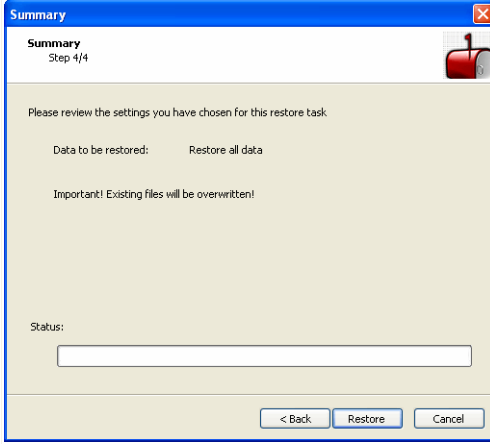 Summary
Summary
Step 4/4
Please review the settings you have chosen for this restore task
Data to be restored: Restore all data
Important! Existing files will be overwritten!
Status:
< Back Restore Cancel